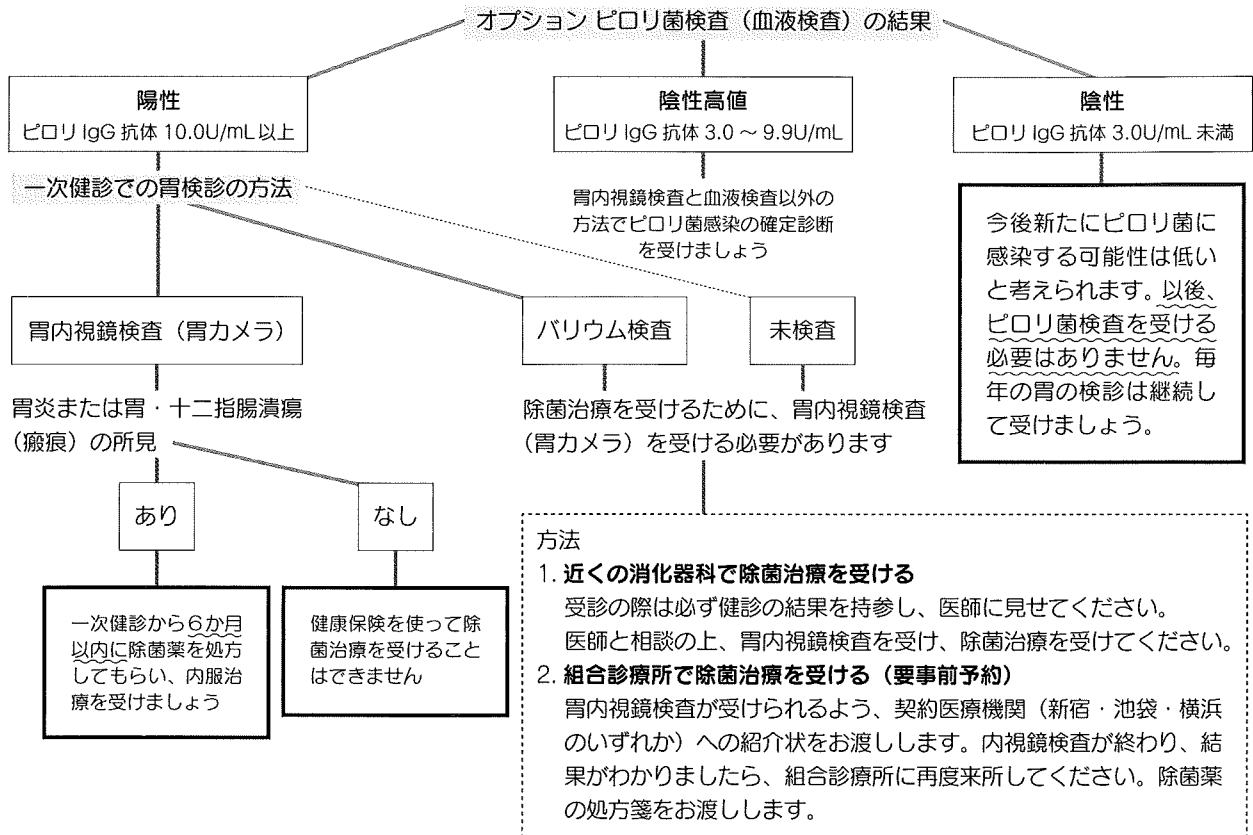 オプション ピロリ菌検査（血液検査）の結果
陽性
ピロリ IgG 抗体 10.0U/mL 以上
陰性高値
ピロリ IgG 抗体 3.0 ～ 9.9U/mL
陰性
ピロリ IgG 抗体 3.0U/mL 未満
一次健診での胃検診の方法
胃内視鏡検査と血液検査以外の
方法でピロリ菌感染の確定診断
を受けましょう
今後新たにピロリ菌に
感染する可能性は低い
と考えられます。以後、
ピロリ菌検査を受ける
必要はありません。毎
年の胃の検診は継続し
て受けましょう。
胃内視鏡検査（胃カメラ）
バリウム検査
未検査
胃炎または胃・十二指腸潰瘍
（瘢痕）の所見
除菌治療を受けるために、胃内視鏡検査
（胃カメラ）を受ける必要があります
あり
なし
一次健診から６か月
以内に除菌薬を処方
してもらい、内服治
療を受けましょう
健康保険を使って除
菌治療を受けること
はできません
方法
1. 近くの消化器科で除菌治療を受ける
受診の際は必ず健診の結果を持参し、医師に見せてください。
医師と相談の上、胃内視鏡検査を受け、除菌治療を受けてください。
2. 組合診療所で除菌治療を受ける（要事前予約）
胃内視鏡検査が受けられるよう、契約医療機関（新宿・池袋・横浜
のいずれか）への紹介状をお渡しします。内視鏡検査が終わり、結
果がわかりましたら、組合診療所に再度来所してください。除菌薬
の処方箋をお渡しします。